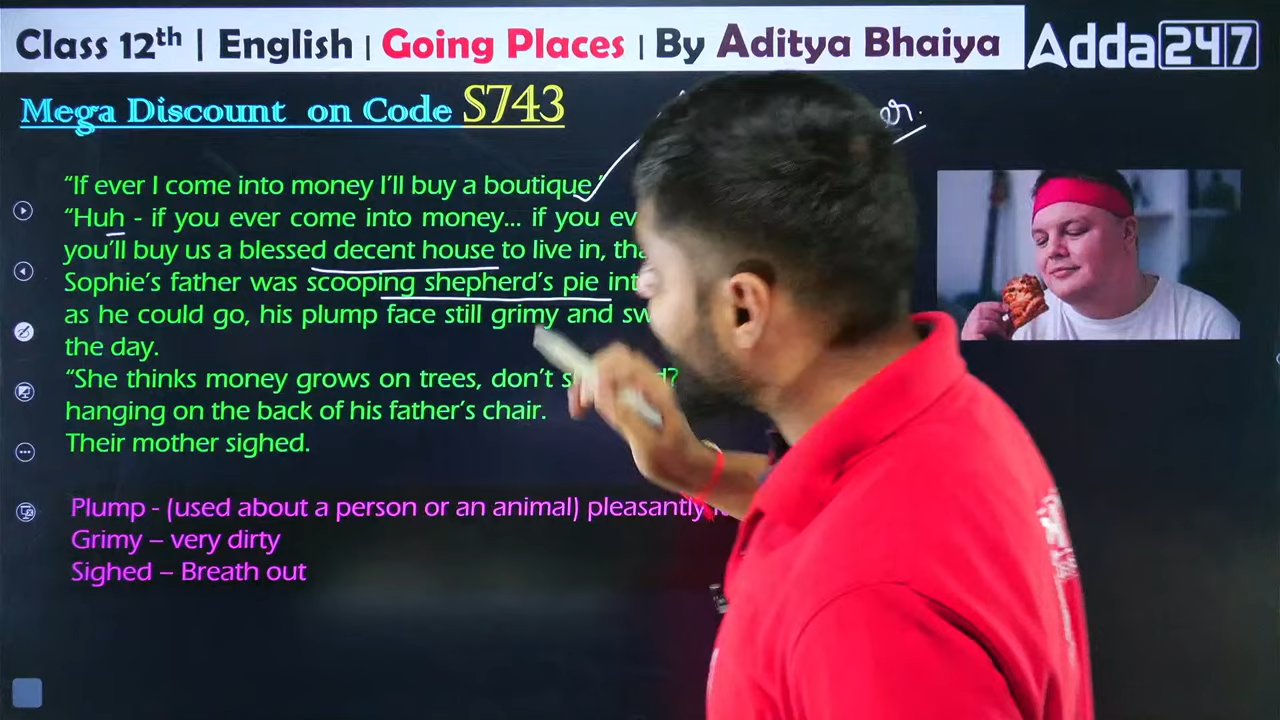 Class 12th | English | Going Places | By Aditya Bhaiya
Adda247
Mega Discount on Code S743
“If ever I come into money I’ll buy a boutique.”
“Huh - if you ever come into money... if you
you’ll buy us a blessed decent house to live in,
Sophie’s father was scooping shepherd’s pie
as he could go, his plump face still grimy and
the day.
“She thinks money grows on trees, don’t
hanging on the back of his father’s chair.
Their mother sighed.
Plump - (used about a person or an animal) pleasantly
Grimy – very dirty
Sighed – Breath out